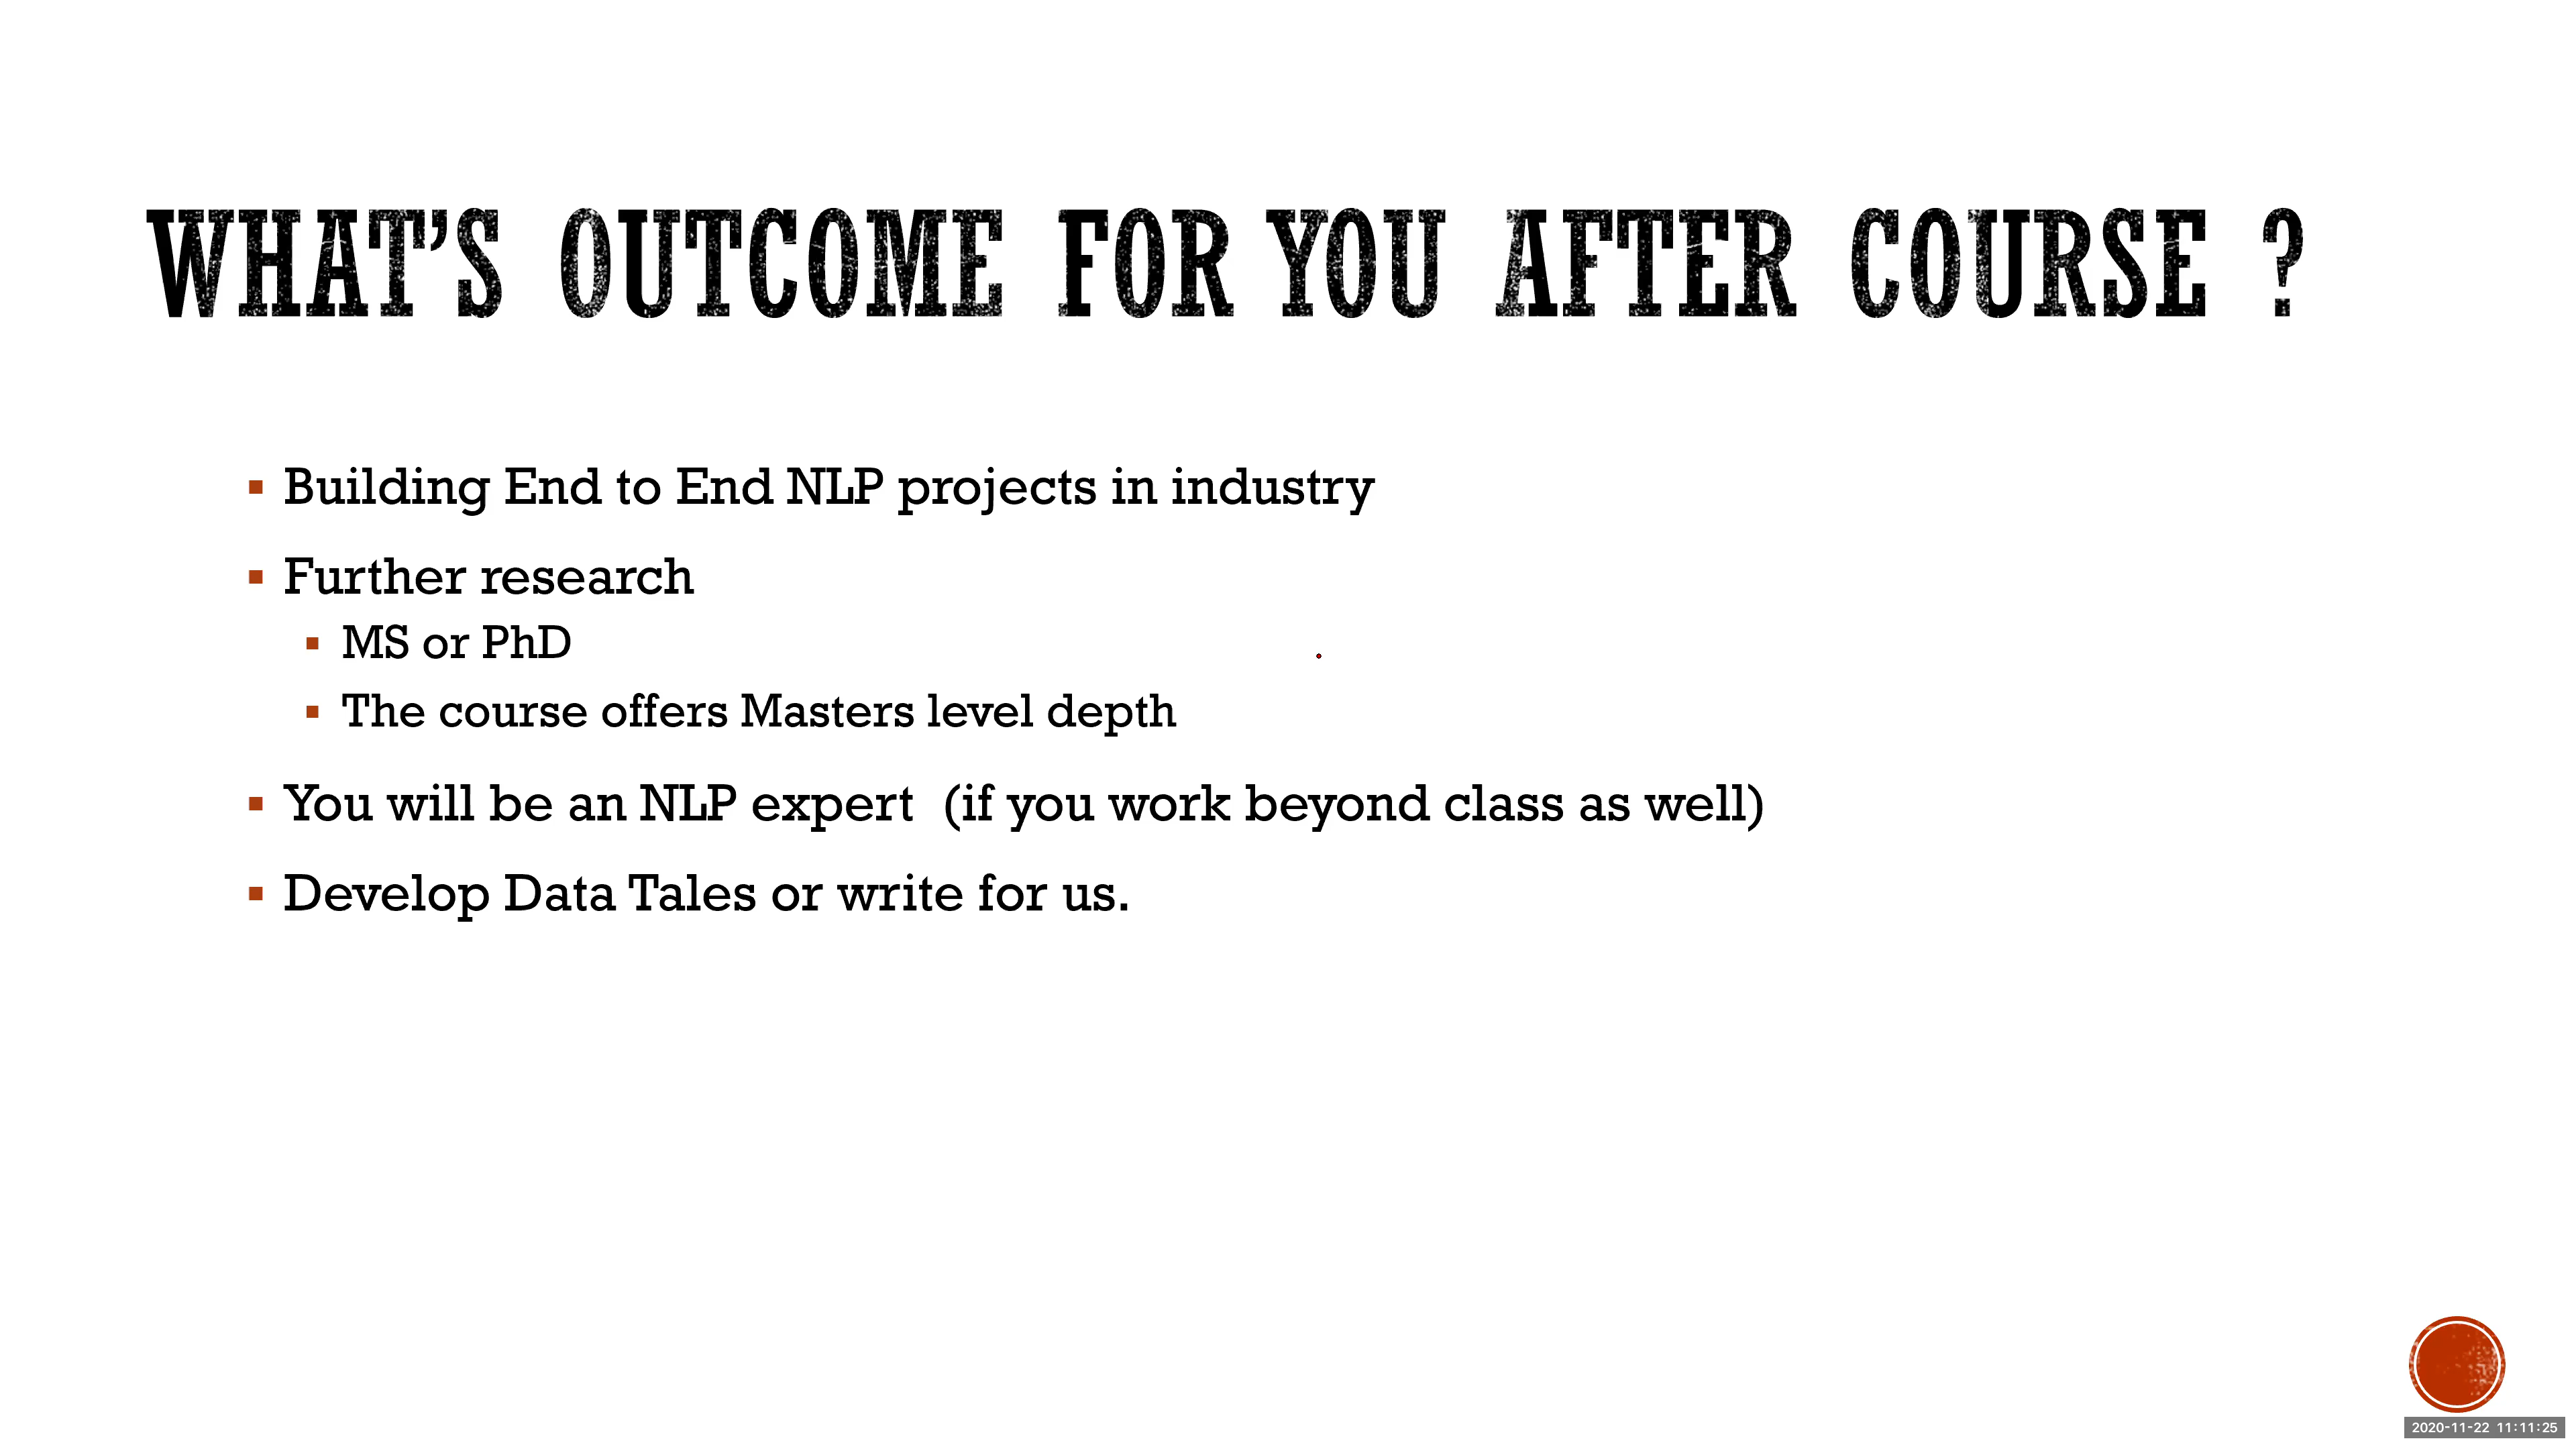 WHAT’S OUTCOME FOR YOU AFTER COURSE ?
Building End to End NLP projects in industry
Further research
MS or PhD
The course offers Masters level depth
You will be an NLP expert (if you work beyond class as well)
Develop Data Tales or write for us.
2020-11-22 11:11:25